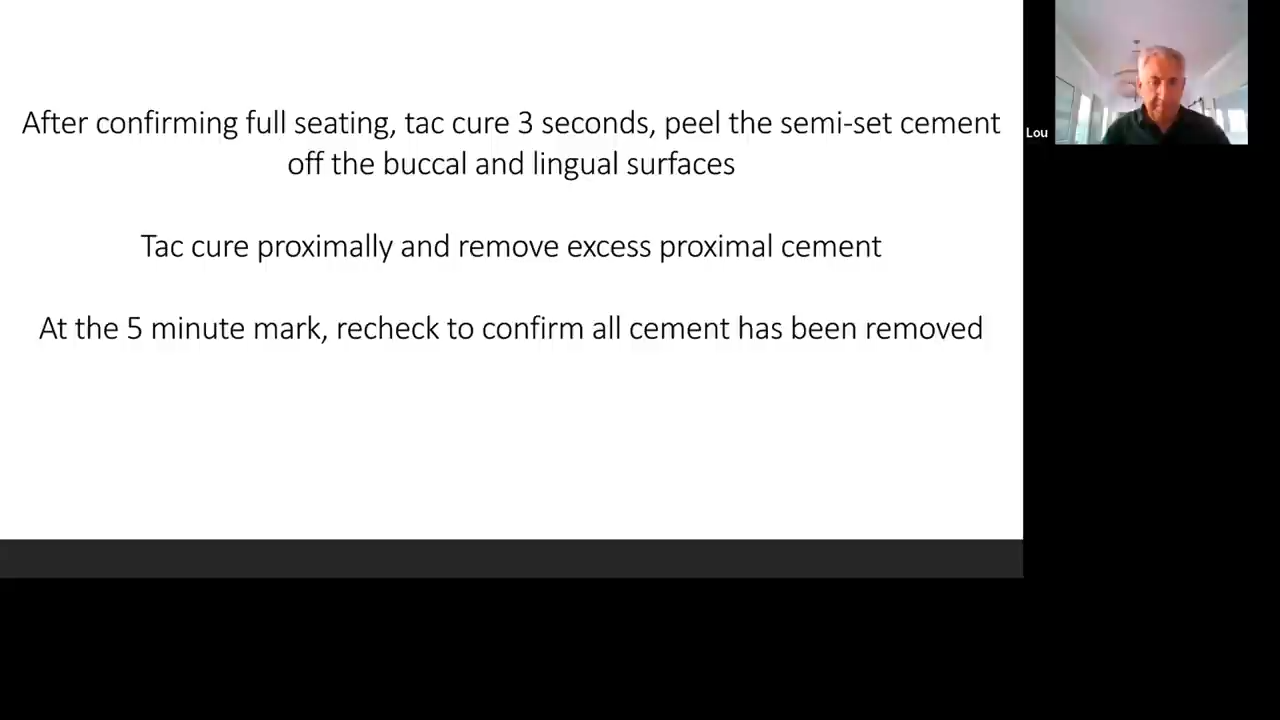 After confirming full seating, tac cure 3 seconds, peel the semi-set cement
off the buccal and lingual surfaces
Tac cure proximally and remove excess proximal cement
At the 5 minute mark, recheck to confirm all cement has been removed
Lou